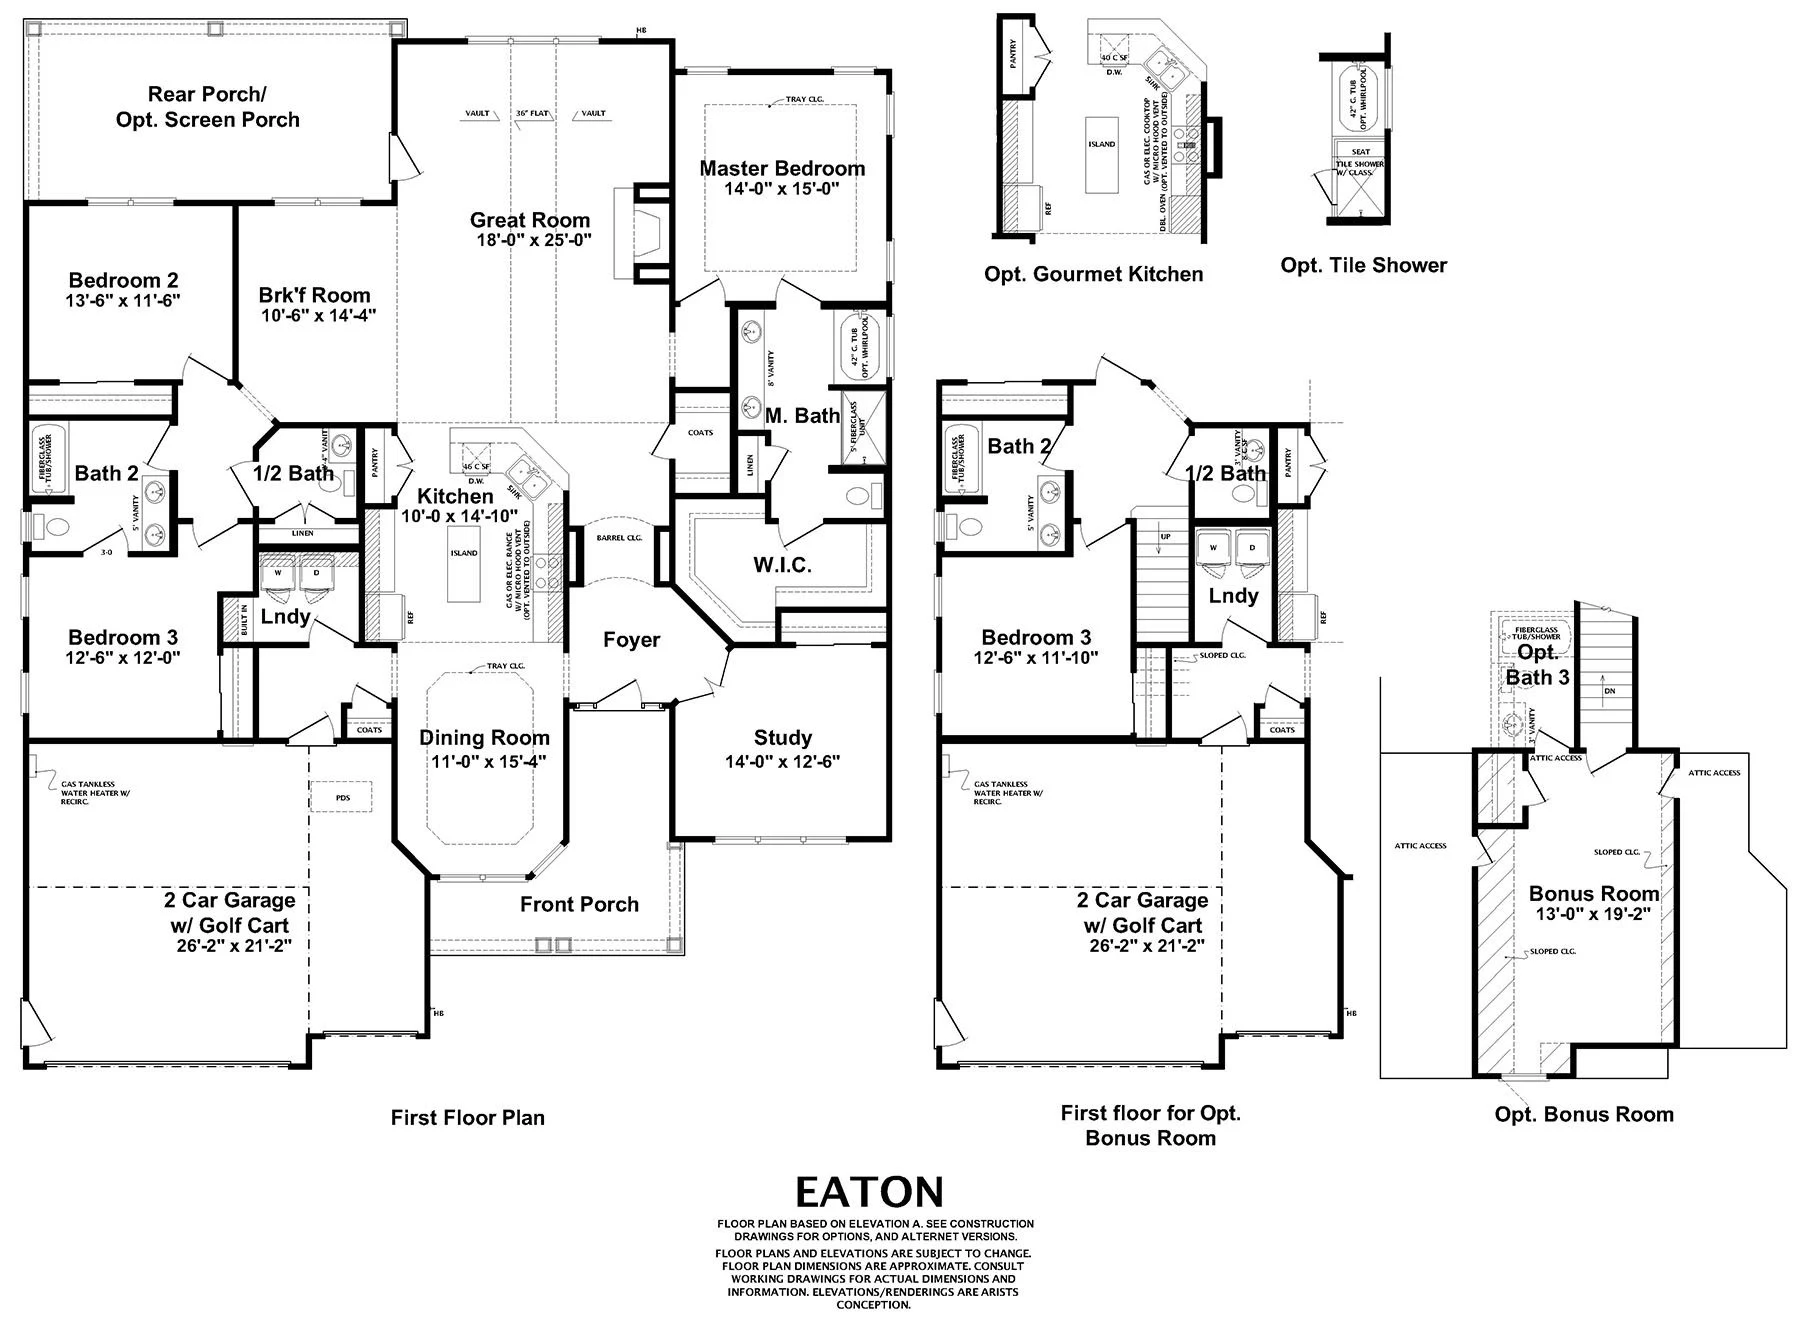 HB
Rear Porch/
Opt. Screen Porch
VAULT
36" FLAT
VAULT
TRAY CLG.
Master Bedroom
14'-0" x 15'-0"
Great Room
18'-0" x 25'-0"
Bedroom 2
13'-6" x 11'-6"
Brk'f Room
10'-6" x 14'-4"
8' VANITY
42" C. TUB
OPT. WHIRLPOOL
M. Bath
5' FIBERGLASS
UNIT
COATS
LINEN
FIBERGLASS
TUB/SHOWER
Bath 2
5' VANITY
3-0
1/2 Bath
LINEN
PANTRY
46 C SF
D.W.
SINK
Kitchen
10'-0 x 14'-10"
ISLAND
GAS OR ELEC. RANGE
W/ MICRO HOOD VENT
(OPT. VENTED TO OUTSIDE)
REF
BARREL CLG.
W.I.C.
W
D
Lndy
BUILT IN
Bedroom 3
12'-6" x 12'-0"
Foyer
TRAY CLG.
COATS
Dining Room
11'-0" x 15'-4"
Study
14'-0" x 12'-6"
GAS TANKLESS
WATER HEATER W/
RECIRC.
PDS
2 Car Garage
w/ Golf Cart
26'-2" x 21'-2"
Front Porch
HB
First Floor Plan
PANTRY
40 C SF
D.W.
SINK
ISLAND
GAS OR ELEC. COOKTOP
W/ MICRO HOOD VENT
(OPT. VENTED TO OUTSIDE)
DBL. OVEN
REF
Opt. Gourmet Kitchen
42" C. TUB
OPT. WHIRLPOOL
SEAT
TILE SHOWER
W/ GLASS.
Opt. Tile Shower
FIBERGLASS
TUB/SHOWER
Bath 2
5' VANITY
3' VANITY
1/2 Bath
PANTRY
UP
W
D
Lndy
REF
Bedroom 3
12'-6" x 11'-10"
SLOPED CLG.
COATS
GAS TANKLESS
WATER HEATER W/
RECIRC.
2 Car Garage
w/ Golf Cart
26'-2" x 21'-2"
HB
First floor for Opt.
Bonus Room
FIBERGLASS
TUB/SHOWER
Opt.
Bath 3
DN
3' VANITY
ATTIC ACCESS
ATTIC ACCESS
ATTIC ACCESS
SLOPED CLG.
Bonus Room
13'-0" x 19'-2"
SLOPED CLG.
Opt. Bonus Room
EATON
FLOOR PLAN BASED ON ELEVATION A. SEE CONSTRUCTION
DRAWINGS FOR OPTIONS, AND ALTERNET VERSIONS.
FLOOR PLANS AND ELEVATIONS ARE SUBJECT TO CHANGE.
FLOOR PLAN DIMENSIONS ARE APPROXIMATE. CONSULT
WORKING DRAWINGS FOR ACTUAL DIMENSIONS AND
INFORMATION. ELEVATIONS/RENDERINGS ARE ARISTS
CONCEPTION.